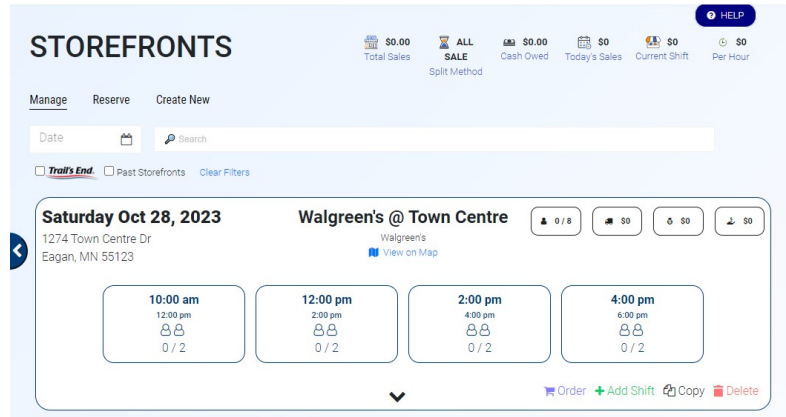 HELP
STOREFRONTS
$0.00
Total Sales
ALL
SALE
Split Method
$0.00
Cash Owed
$0
Today's Sales
$0
Current Shift
$0
Per Hour
Manage Reserve Create New
Date
Search
Trail's End. Past Storefronts Clear Filters
Saturday Oct 28, 2023
1274 Town Centre Dr
Eagan, MN 55123
Walgreen's @ Town Centre
Walgreen's
View on Map
0 / 8 $0 $0 $0
10:00 am
12:00 pm
0 / 2
12:00 pm
2:00 pm
0 / 2
2:00 pm
4:00 pm
0 / 2
4:00 pm
6:00 pm
0 / 2
Order Add Shift Copy Delete